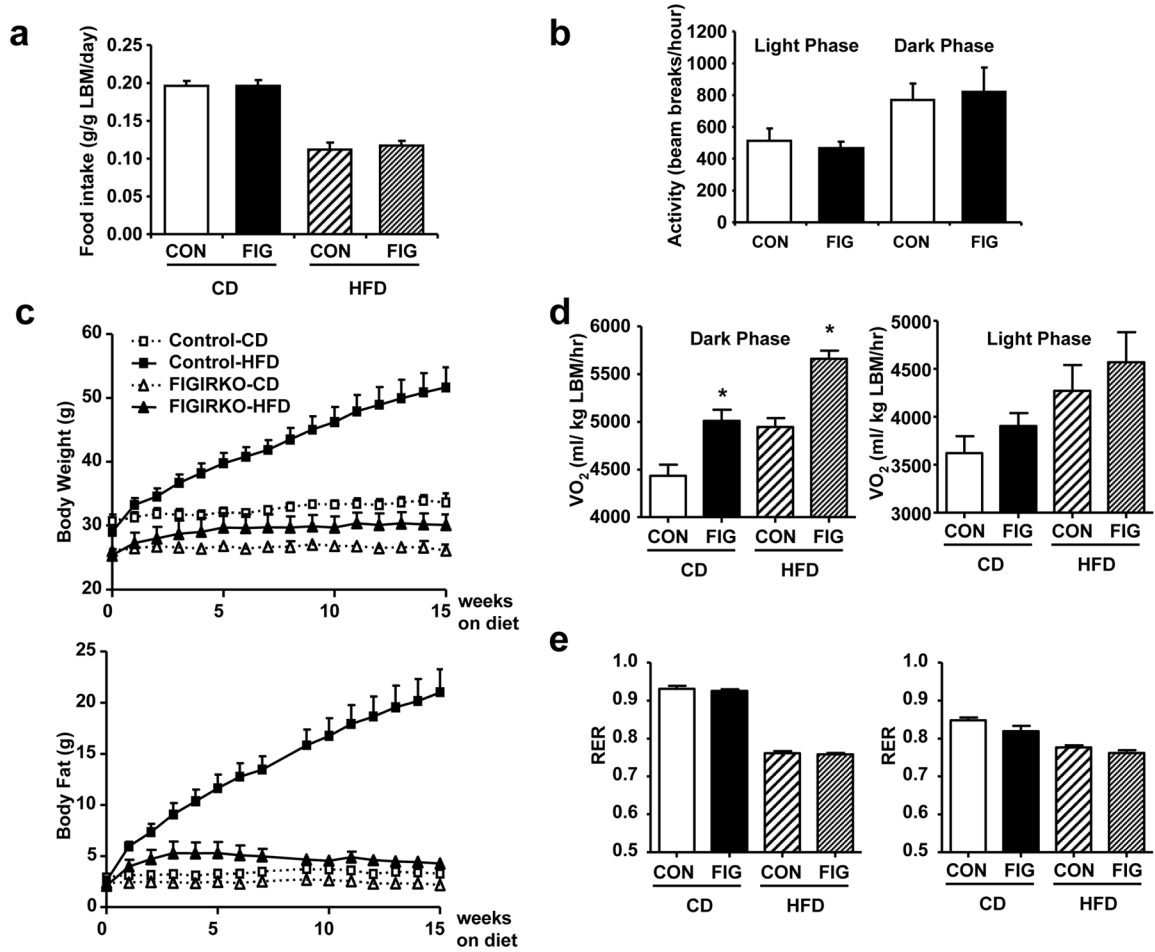 a
Food intake (g/g LBM/day)
0.25
0.20
0.15
0.10
0.05
0.00
CON FIG CON FIG
CD HFD
b
Activity (beam breaks/hour)
1200
1000
800
600
400
200
0
Light Phase Dark Phase
CON FIG CON FIG
c
Body Weight (g)
60
50
40
30
20
Control-CD
Control-HFD
FIGIRKO-CD
FIGIRKO-HFD
0 5 10 15
weeks
on diet
Body Fat (g)
25
20
15
10
5
0
0 5 10 15
weeks
on diet
d
VO2 (ml/ kg LBM/hr)
6000
5500
5000
4500
4000
Dark Phase
*
*
CON FIG CON FIG
CD HFD
VO2 (ml/ kg LBM/hr)
5000
4500
4000
3500
3000
Light Phase
CON FIG CON FIG
CD HFD
e
RER
1.0
0.9
0.8
0.7
0.6
0.5
CON FIG CON FIG
CD HFD
RER
1.0
0.9
0.8
0.7
0.6
0.5
CON FIG CON FIG
CD HFD